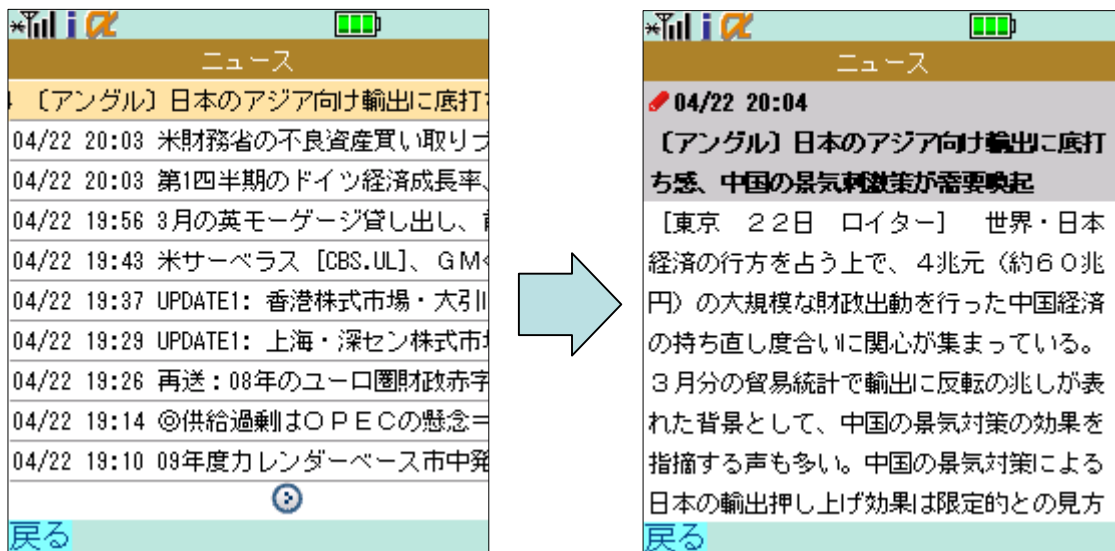 ニュース
〔アングル〕日本のアジア向け輸出に底打
04/22 20:03 米財務省の不良資産買い取りプ
04/22 20:03 第1四半期のドイツ経済成長率、
04/22 19:56 3月の英モーゲージ貸し出し、
04/22 19:43 米サーベラス [CBS.UL]、ＧＭ
04/22 19:37 UPDATE1: 香港株式市場・大引
04/22 19:29 UPDATE1: 上海・深セン株式市
04/22 19:26 再送：08年のユーロ圏財政赤字
04/22 19:14 ◎供給過剰はＯＰＥＣの懸念＝
04/22 19:10 09年度カレンダーベース市中発
戻る
ニュース
04/22 20:04
〔アングル〕日本のアジア向け輸出に底打
ち感、中国の景気刺激策が需要喚起
［東京　２２日　ロイター］　世界・日本
経済の行方を占う上で、４兆元（約６０兆
円）の大規模な財政出動を行った中国経済
の持ち直し度合いに関心が集まっている。
３月分の貿易統計で輸出に反転の兆しが表
れた背景として、中国の景気対策の効果を
指摘する声も多い。中国の景気対策による
日本の輸出押し上げ効果は限定的との見方
戻る